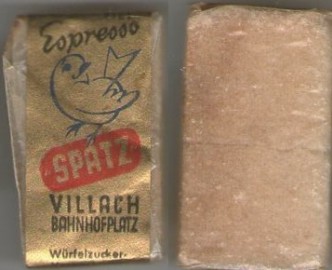 Espresso
SPATZ
VILLACH
BAHNHOFPLATZ
Würfelzucker-